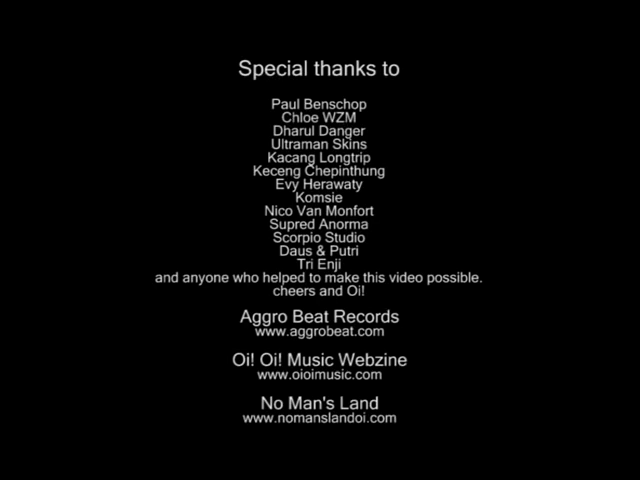 Special thanks to
Paul Benschop
Chloe WZM
Dharul Danger
Ultraman Skins
Kacang Longtrip
Keceng Chepinthung
Evy Herawaty
Komsie
Nico Van Monfort
Supred Anorma
Scorpio Studio
Daus & Putri
Tri Enji
and anyone who helped to make this video possible.
cheers and Oi!
Aggro Beat Records
www.aggrobeat.com
Oi! Oi! Music Webzine
www.oioimusic.com
No Man's Land
www.nomanslandoi.com